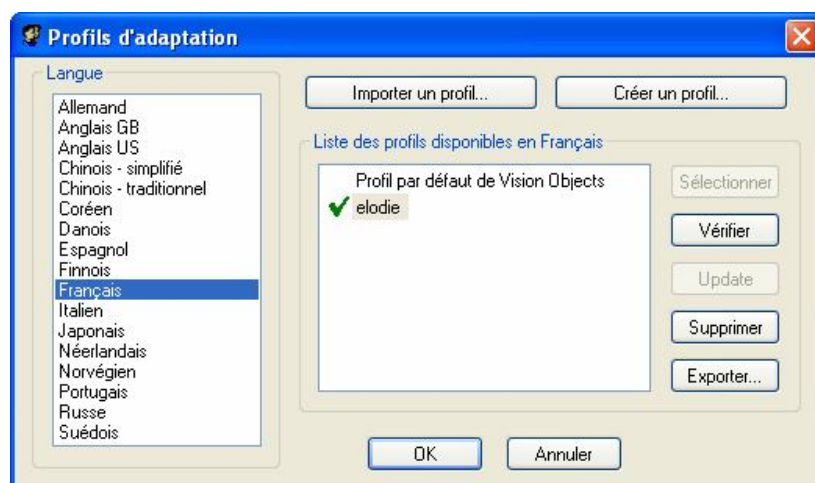 Profils d'adaptation
Langue
Allemand
Anglais GB
Anglais US
Chinois - simplifié
Chinois - traditionnel
Coréen
Danois
Espagnol
Finnois
Français
Italien
Japonais
Néerlandais
Norvégien
Portugais
Russe
Suédois
Importer un profil...
Créer un profil...
Liste des profils disponibles en Français
Profil par défaut de Vision Objects
elodie
Sélectionner
Vérifier
Update
Supprimer
Exporter...
OK
Annuler